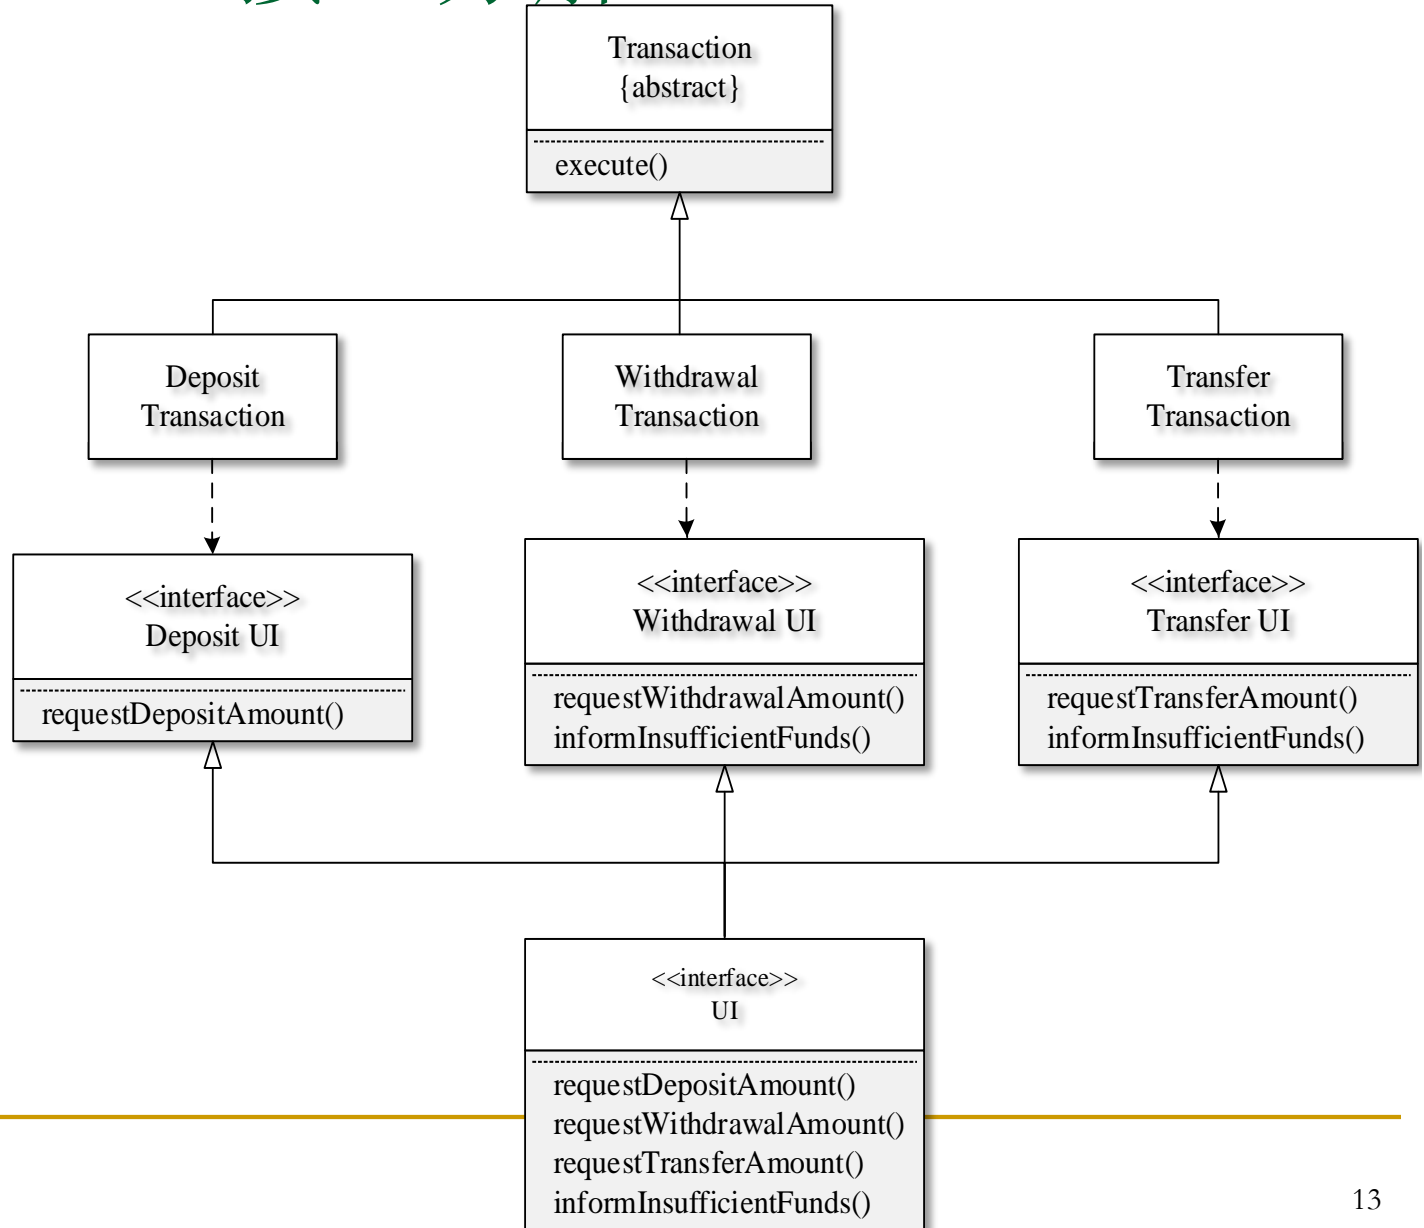 Transaction
{abstract}
execute()
Deposit
Transaction
Withdrawal
Transaction
Transfer
Transaction
<<interface>>
Deposit UI
requestDepositAmount()
<<interface>>
Withdrawal UI
requestWithdrawalAmount()
informInsufficientFunds()
<<interface>>
Transfer UI
requestTransferAmount()
informInsufficientFunds()
<<interface>>
UI
requestDepositAmount()
requestWithdrawalAmount()
requestTransferAmount()
informInsufficientFunds()
13